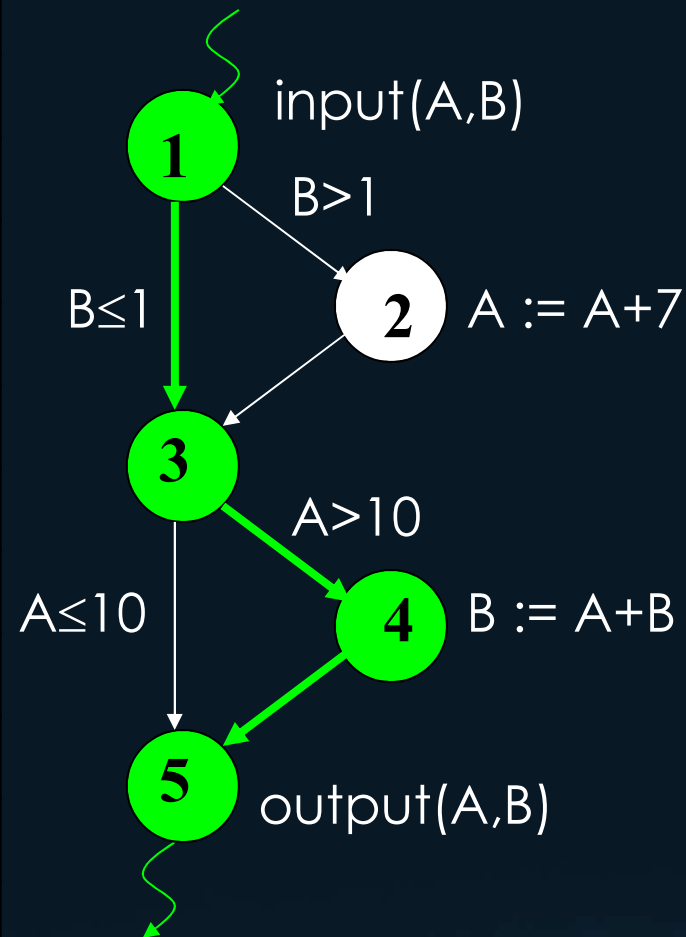 input(A,B)
1
B>1
B≤1
2
A := A+7
3
A>10
A≤10
4
B := A+B
5
output(A,B)